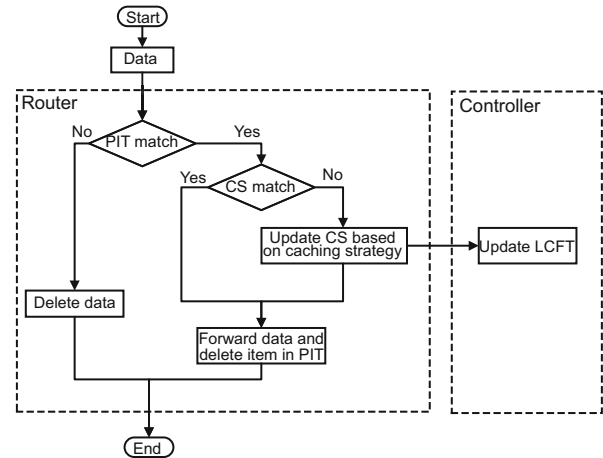 Start
Data
Router
Controller
No
PIT match
Yes
Yes
CS match
No
Update CS based
on caching strategy
Update LCFT
Delete data
Forward data and
delete item in PIT
End